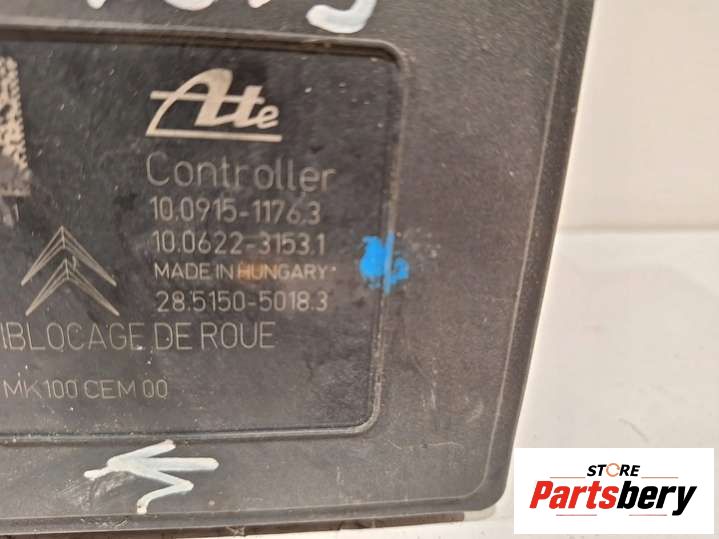 Ate
Controller
10.0915-1176.3
10.0622-3153.1
MADE IN HUNGARY
28.5150-5018.3
IBLOCAGE DE ROUE
MK100 CEM 00
STORE
Partsbery